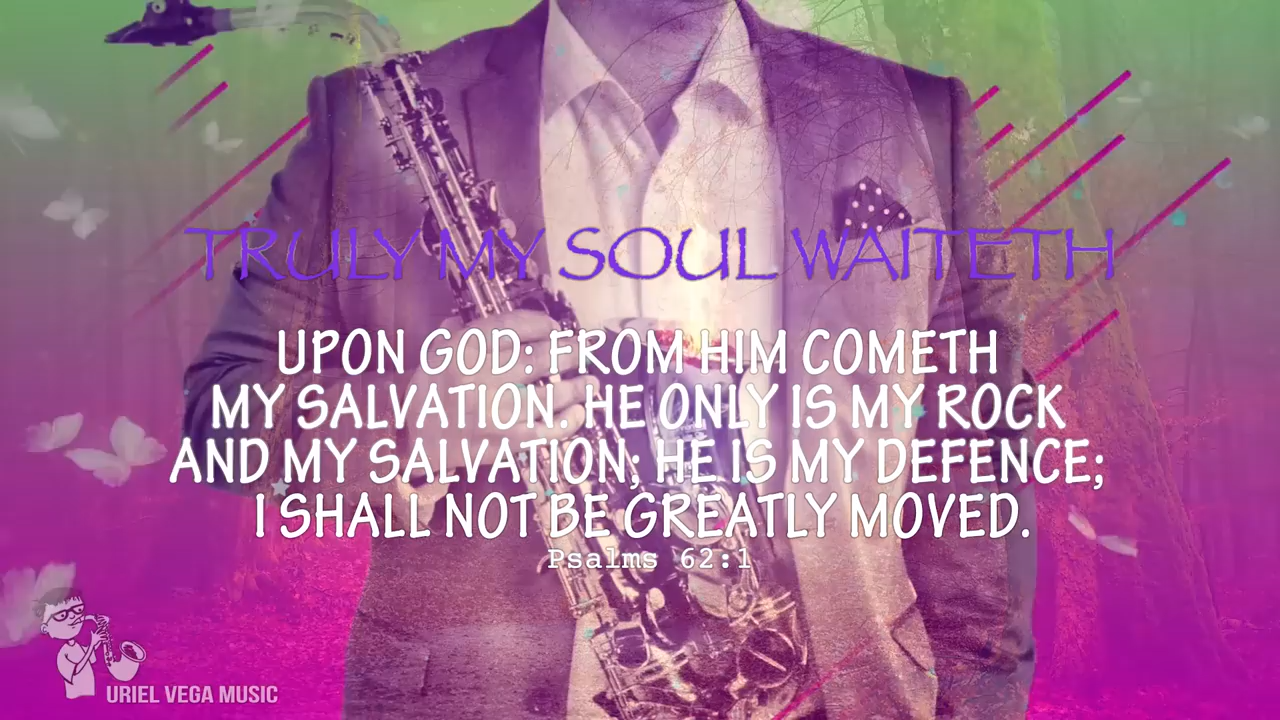 TRULY MY SOUL WAITETH
UPON GOD: FROM HIM COMETH
MY SALVATION. HE ONLY IS MY ROCK
AND MY SALVATION; HE IS MY DEFENCE;
I SHALL NOT BE GREATLY MOVED.
Psalms 62:1
URIEL VEGA MUSIC